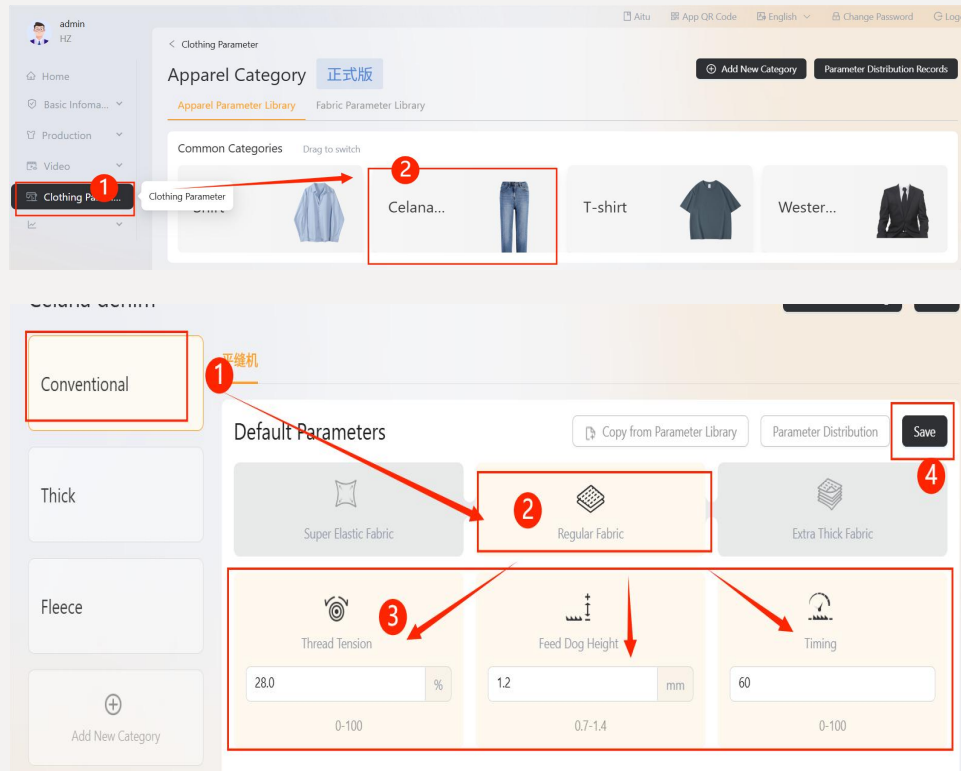 admin
HZ
Aitu
App QR Code
English
Change Password
Logo
Clothing Parameter
Home
Apparel Category 正式版
Add New Category
Parameter Distribution Records
Basic Infoma...
Apparel Parameter Library
Fabric Parameter Library
Production
Common Categories
Drag to switch
Video
2
1
Clothing Pa
Clothing Parameter
Shirt
Celana...
T-shirt
Wester...
Celana denim
Conventional
平缝机
1
Default Parameters
Copy from Parameter Library
Parameter Distribution
Save
4
Thick
2
Super Elastic Fabric
Regular Fabric
Extra Thick Fabric
Fleece
3
Thread Tension
Feed Dog Height
Timing
28.0 %
1.2 mm
60
0-100
0.7-1.4
0-100
Add New Category